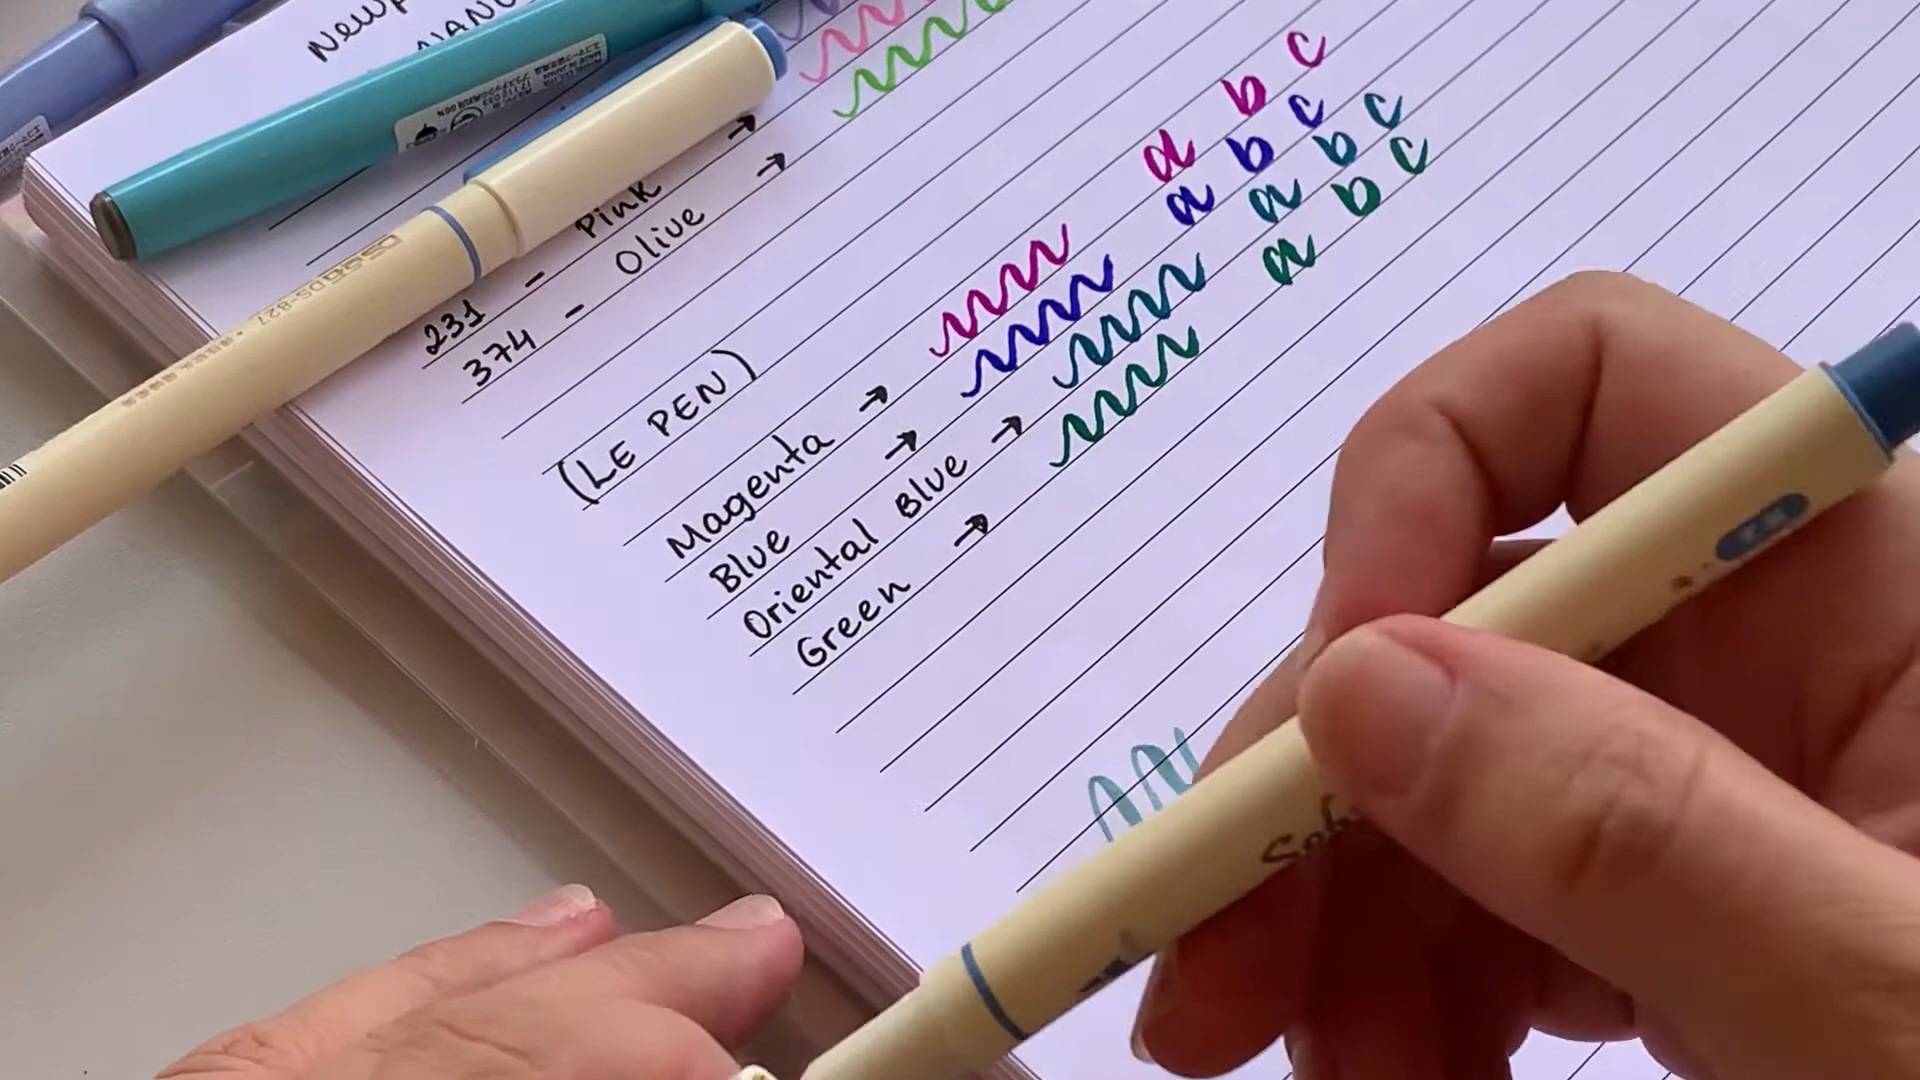 231 - Pink →
374 - Olive →
(LE PEN)
Magenta → a b c
Blue → a b c
Oriental Blue → a b c
Green → a b c